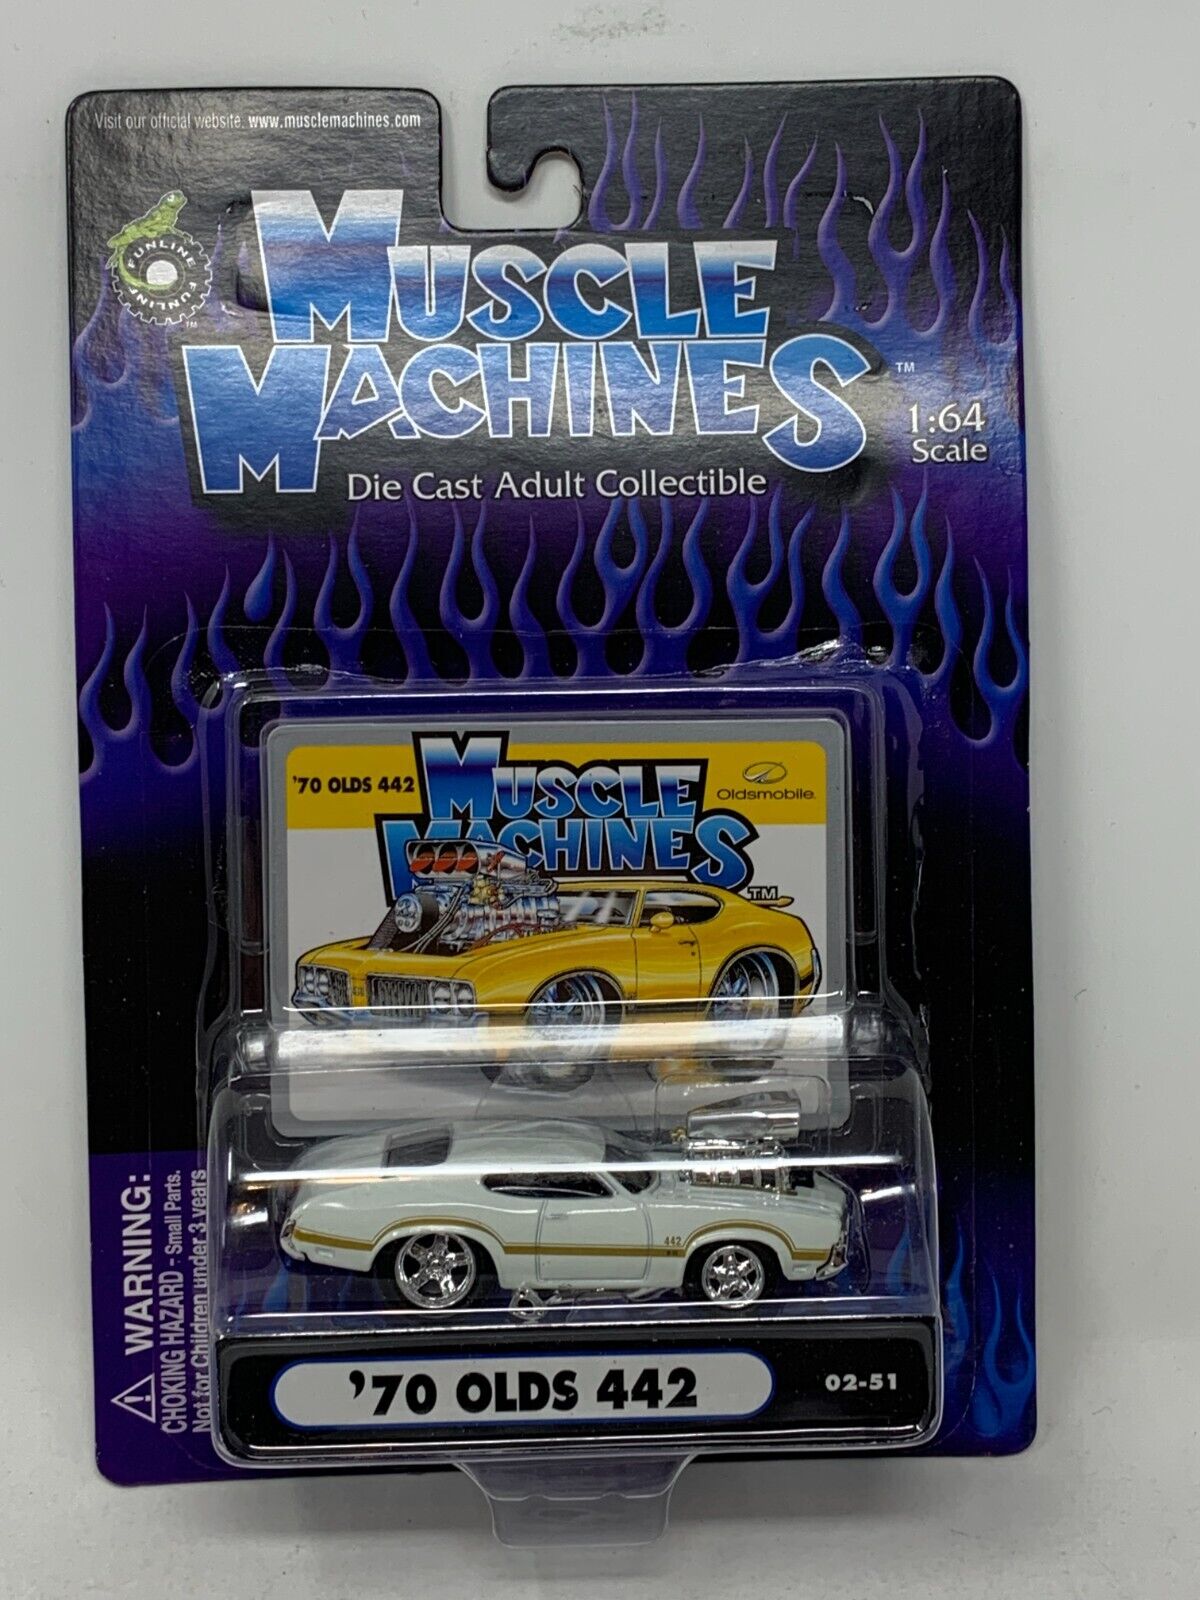 Visit our official website. www.musclemachines.com
FUNLINE FUNLINE
TM
MUSCLE
MACHINES
TM
1:64
Scale
Die Cast Adult Collectible
'70 OLDS 442
MUSCLE
MACHINES
TM
Oldsmobile
442
WARNING:
CHOKING HAZARD - Small Parts.
Not for Children under 3 years
'70 OLDS 442
02-51